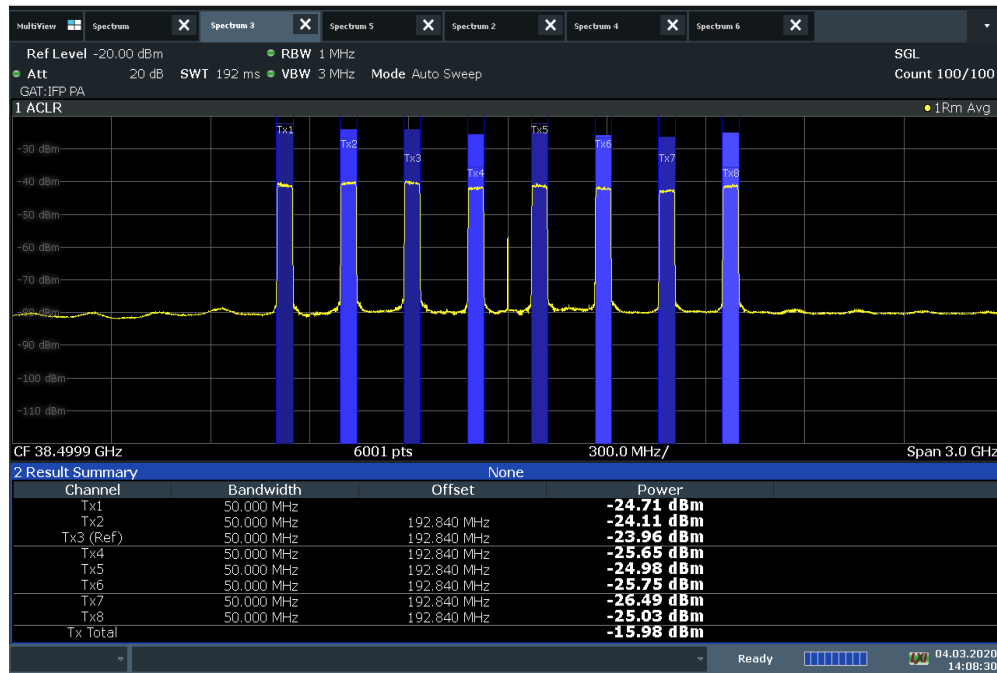 MultiView Spectrum X Spectrum 3 X Spectrum 5 X Spectrum 2 X Spectrum 4 X Spectrum 6 X
Ref Level -20.00 dBm RBW 1 MHz SGL
Att 20 dB SWT 192 ms VBW 3 MHz Mode Auto Sweep Count 100/100
GAT:IFP PA
1 ACLR 1Rm Avg
Tx1 Tx5
Tx2 Tx6
-30 dBm
Tx3 Tx7
Tx4 Tx8
-40 dBm
-50 dBm
-60 dBm
-70 dBm
-80 dBm
-90 dBm
-100 dBm
-110 dBm
CF 38.4999 GHz 6001 pts 300.0 MHz/ Span 3.0 GHz
2 Result Summary None
Channel Bandwidth Offset Power
Tx1 50.000 MHz -24.71 dBm
Tx2 50.000 MHz 192.840 MHz -24.11 dBm
Tx3 (Ref) 50.000 MHz 192.840 MHz -23.96 dBm
Tx4 50.000 MHz 192.840 MHz -25.65 dBm
Tx5 50.000 MHz 192.840 MHz -24.98 dBm
Tx6 50.000 MHz 192.840 MHz -25.75 dBm
Tx7 50.000 MHz 192.840 MHz -26.49 dBm
Tx8 50.000 MHz 192.840 MHz -25.03 dBm
Tx Total -15.98 dBm
Ready LXI 04.03.2020
14:08:30